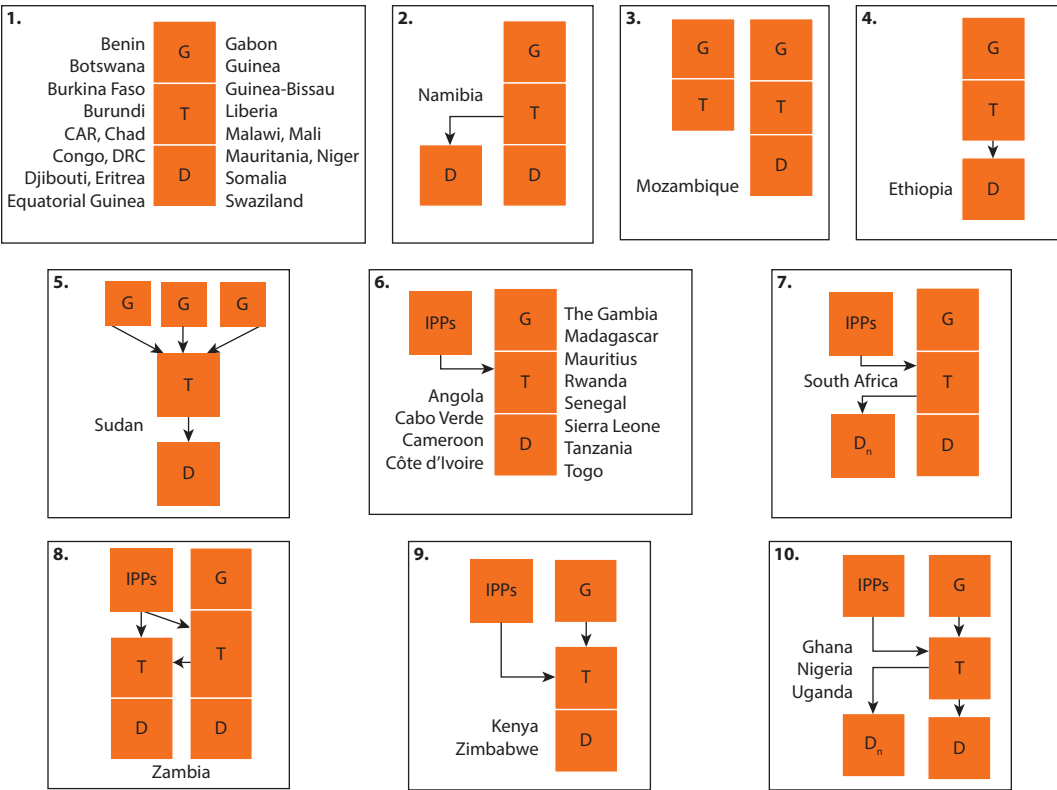 1.
Benin
Botswana
Burkina Faso
Burundi
CAR, Chad
Congo, DRC
Djibouti, Eritrea
Equatorial Guinea
G
T
D
Gabon
Guinea
Guinea-Bissau
Liberia
Malawi, Mali
Mauritania, Niger
Somalia
Swaziland
2.
Namibia
G
T
D
D
3.
G
G
T
T
D
Mozambique
4.
G
T
D
Ethiopia
5.
G
G
G
T
Sudan
D
6.
IPPs
G
T
D
Angola
Cabo Verde
Cameroon
Côte d'Ivoire
The Gambia
Madagascar
Mauritius
Rwanda
Senegal
Sierra Leone
Tanzania
Togo
7.
IPPs
G
South Africa
T
Dn
D
8.
IPPs
G
T
T
D
D
Zambia
9.
IPPs
G
T
Kenya
Zimbabwe
D
10.
IPPs
G
Ghana
Nigeria
Uganda
T
Dn
D